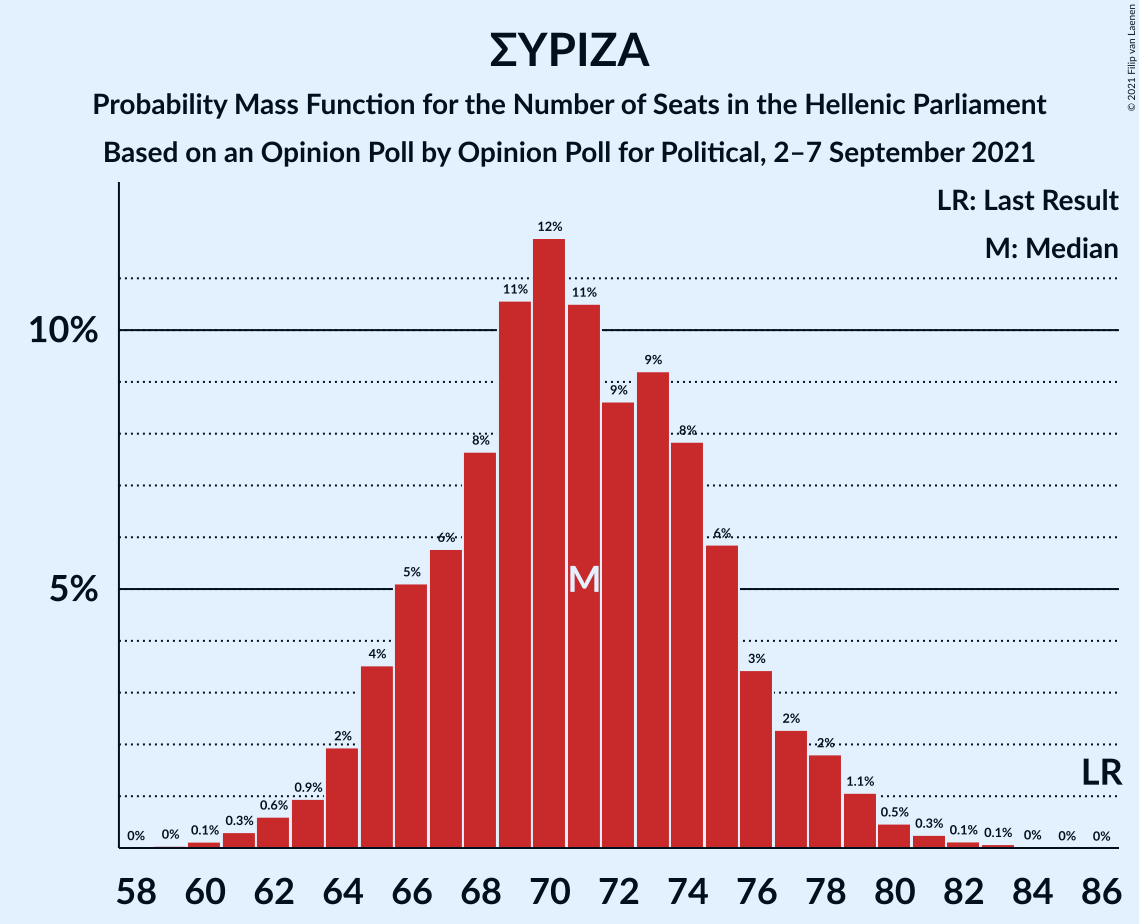 ΣΥΡΙΖΑ
Probability Mass Function for the Number of Seats in the Hellenic Parliament
Based on an Opinion Poll by Opinion Poll for Political, 2–7 September 2021
© 2021 Filip van Laenen
LR: Last Result
M: Median
12%
11%
11%
10%
9%
9%
8%
8%
6%
6%
5%
5%
M
4%
3%
2%
2%
2%
LR
0.9%
1.1%
0.6%
0.5%
0.3%
0.3%
0% 0% 0.1% 0.1% 0.1% 0% 0% 0%
58 60 62 64 66 68 70 72 74 76 78 80 82 84 86